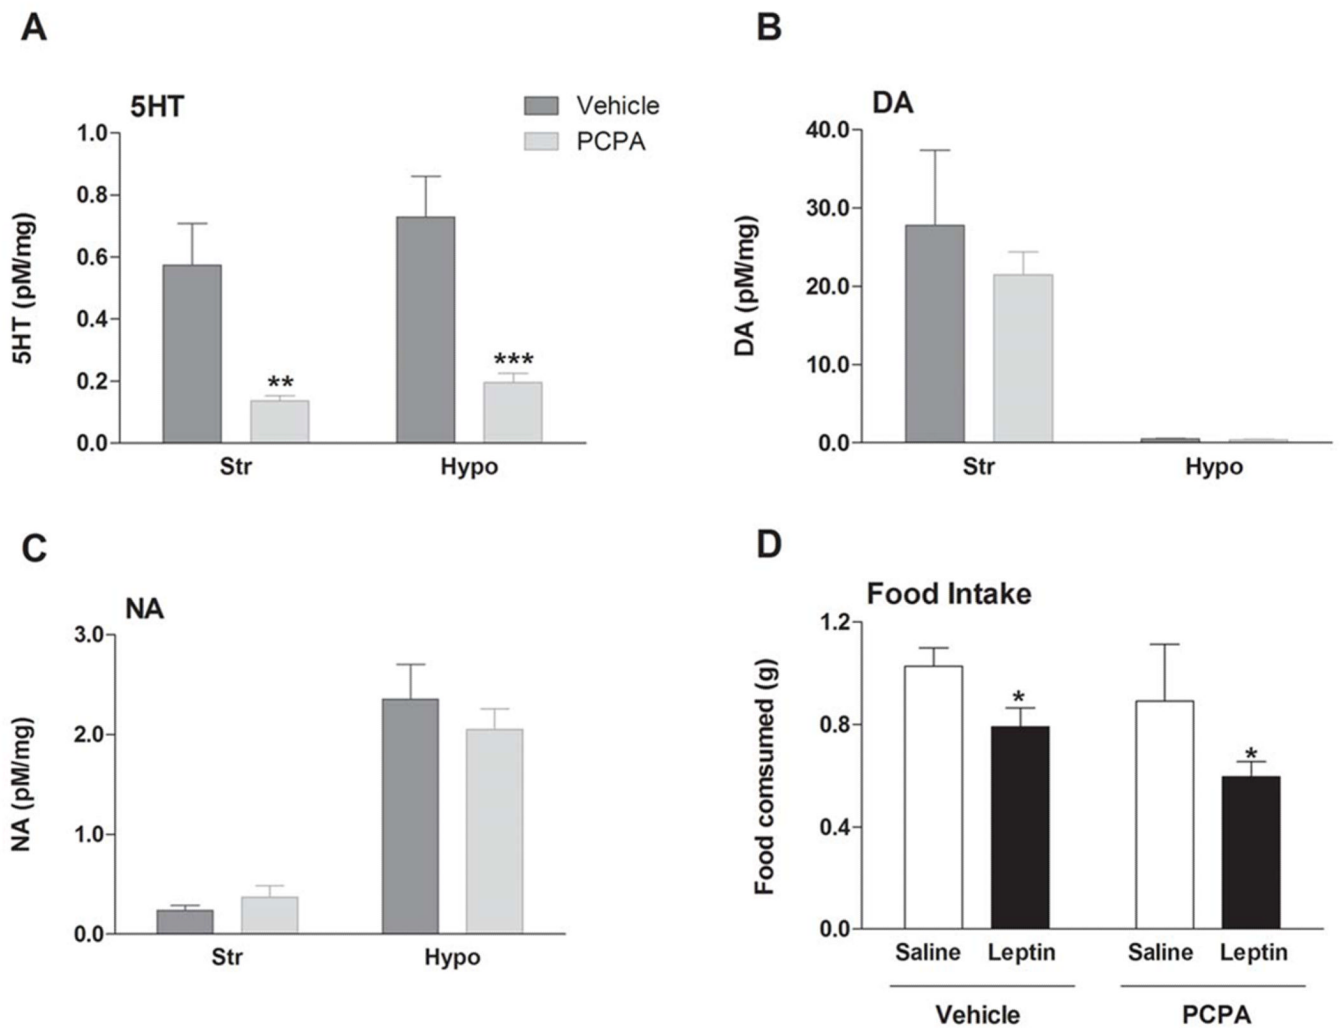 A
5HT
Vehicle
PCPA
5HT (pM/mg)
1.0
0.8
0.6
0.4
0.2
0.0
**
***
Str
Hypo
B
DA
DA (pM/mg)
40.0
30.0
20.0
10.0
0.0
Str
Hypo
C
NA
NA (pM/mg)
3.0
2.0
1.0
0.0
Str
Hypo
D
Food Intake
Food comsumed (g)
1.2
0.8
0.4
0.0
*
*
Saline Leptin Saline Leptin
Vehicle PCPA